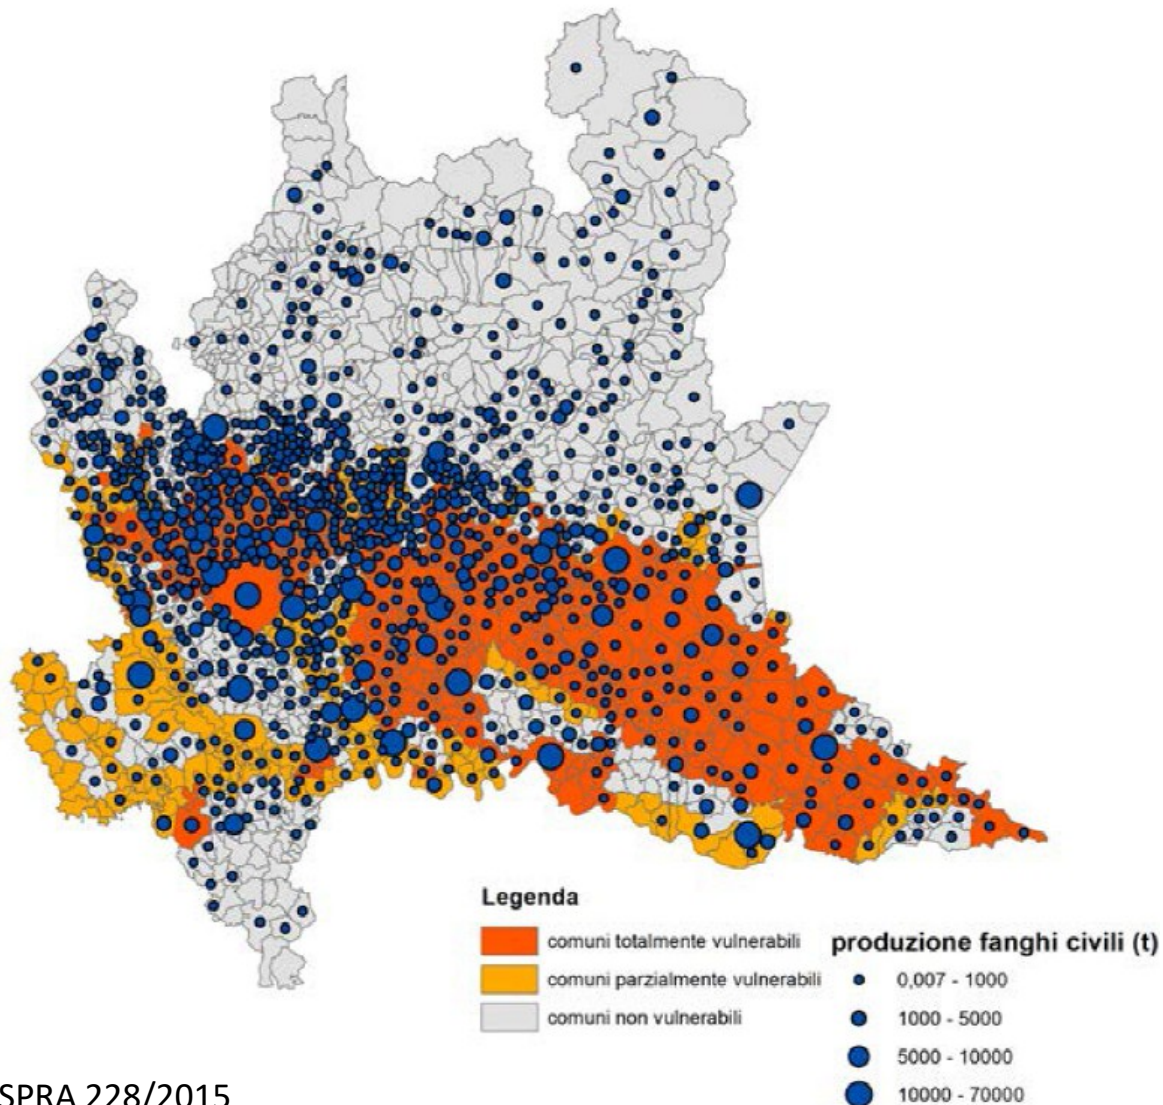 Legenda
comuni totalmente vulnerabili
comuni parzialmente vulnerabili
comuni non vulnerabili
produzione fanghi civili (t)
0,007 - 1000
1000 - 5000
5000 - 10000
10000 - 70000
SPRA 228/2015